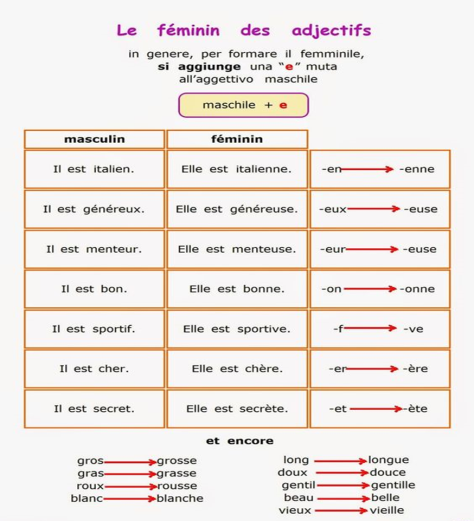 Le féminin des adjectifs
in genere, per formare il femminile,
si aggiunge una “e” muta
all’aggettivo maschile
maschile + e
masculin féminin
Il est italien. Elle est italienne. -en → -enne
Il est généreux. Elle est généreuse. -eux → -euse
Il est menteur. Elle est menteuse. -eur → -euse
Il est bon. Elle est bonne. -on → -onne
Il est sportif. Elle est sportive. -f → -ve
Il est cher. Elle est chère. -er → -ère
Il est secret. Elle est secrète. -et → -ète
et encore
gros → grosse
gras → grasse
roux → rousse
blanc → blanche
long → longue
doux → douce
gentil → gentille
beau → belle
vieux → vieille